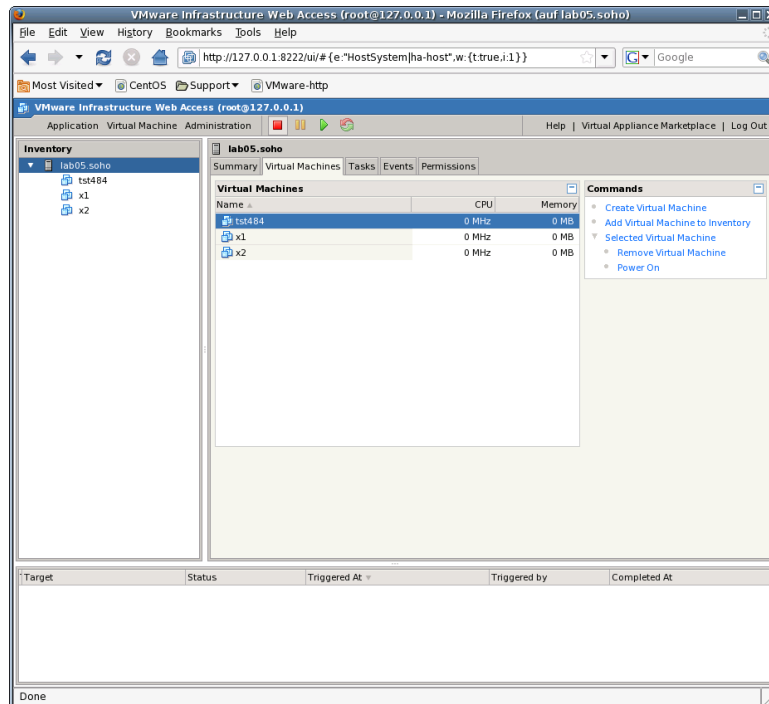 VMware Infrastructure Web Access (root@127.0.0.1) - Mozilla Firefox (auf lab05.soho)
File Edit View History Bookmarks Tools Help
http://127.0.0.1:8222/ui/#{e:"HostSystem|ha-host",w:{t:true,i:1}}
G Google
Most Visited CentOS Support VMware-http
VMware Infrastructure Web Access (root@127.0.0.1)
Application Virtual Machine Administration Help | Virtual Appliance Marketplace | Log Out
Inventory
lab05.soho
tst484
x1
x2
lab05.soho
Summary Virtual Machines Tasks Events Permissions
Virtual Machines
Name CPU Memory
tst484 0 MHz 0 MB
x1 0 MHz 0 MB
x2 0 MHz 0 MB
Commands
Create Virtual Machine
Add Virtual Machine to Inventory
Selected Virtual Machine
Remove Virtual Machine
Power On
Target Status Triggered At Triggered by Completed At
Done